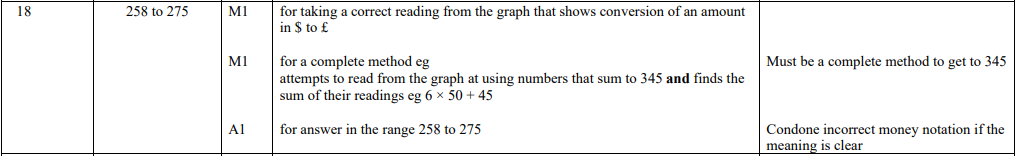 18 258 to 275 M1 for taking a correct reading from the graph that shows conversion of an amount
in $ to £
M1 for a complete method eg Must be a complete method to get to 345
attempts to read from the graph at using numbers that sum to 345 and finds the
sum of their readings eg 6 × 50 + 45
A1 for answer in the range 258 to 275 Condone incorrect money notation if the
meaning is clear